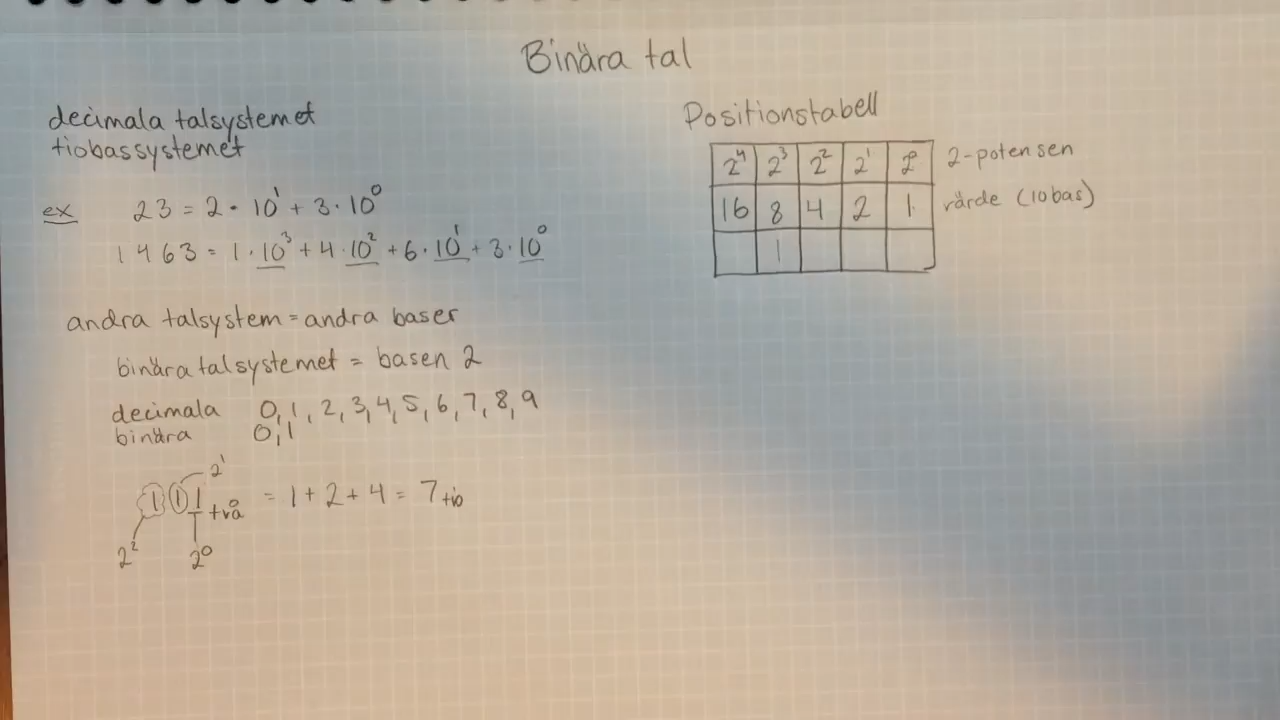 Binära tal
decimala talsystemet
tiobassystemet
ex 23 = 2 · 10¹ + 3 · 10⁰
1463 = 1 · 10³ + 4 · 10² + 6 · 10¹ + 3 · 10⁰
andra talsystem = andra baser
binära talsystemet = basen 2
decimala 0, 1, 2, 3, 4, 5, 6, 7, 8, 9
binära 0, 1
2¹
111 två = 1 + 2 + 4 = 7 tio
2² 2⁰
Positionstabell
2⁴ 2³ 2² 2¹ 2⁰ 2-potensen
16 8 4 2 1 värde (10bas)
1